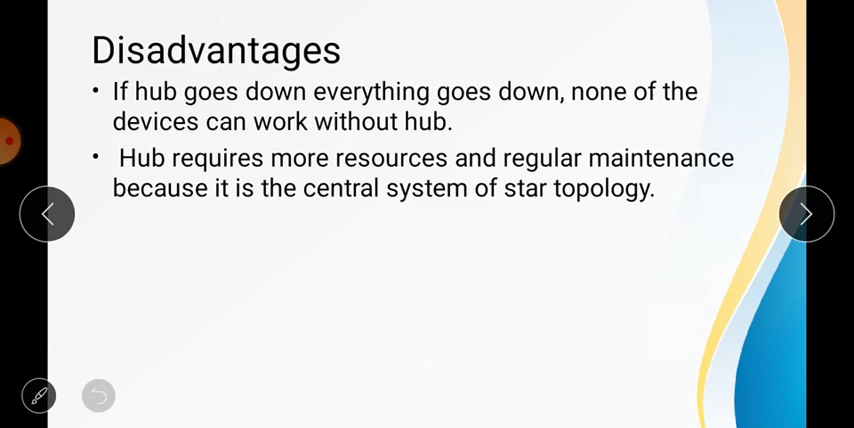 Disadvantages
• If hub goes down everything goes down, none of the
devices can work without hub.
• Hub requires more resources and regular maintenance
because it is the central system of star topology.